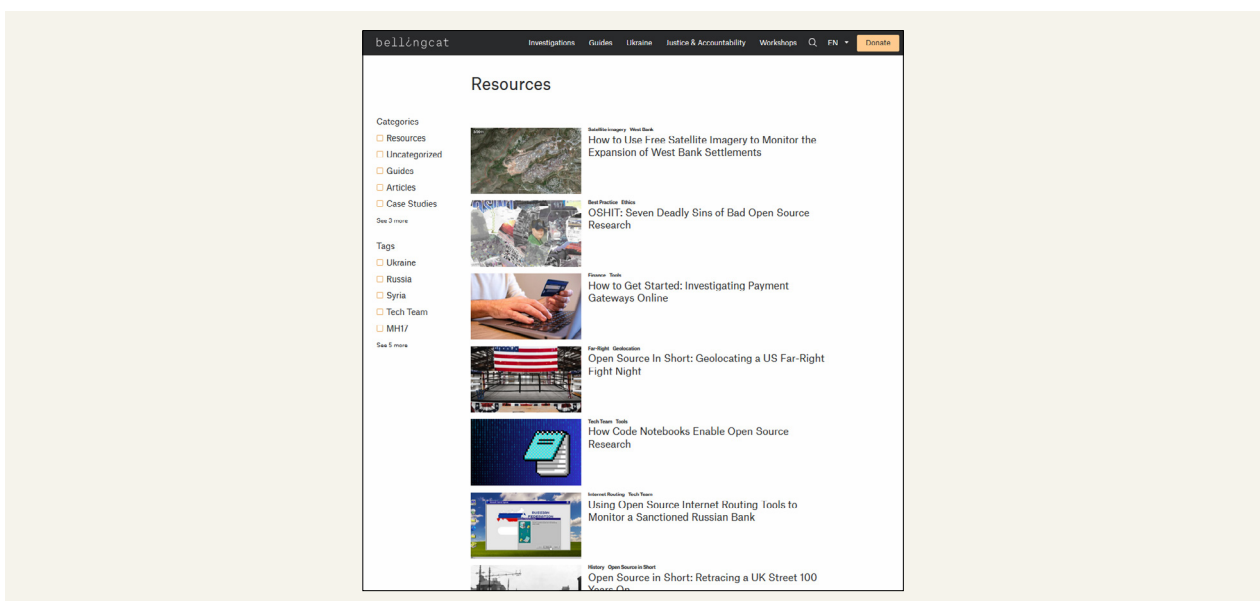 bellingcat
Investigations Guides Ukraine Justice & Accountability Workshops EN Donate
Resources
Categories
Resources
Uncategorized
Guides
Articles
Case Studies
See 3 more
Tags
Ukraine
Russia
Syria
Tech Team
MH17
See 5 more
Satellite imagery West Bank
How to Use Free Satellite Imagery to Monitor the
Expansion of West Bank Settlements
Best Practice Ethics
OSHIT: Seven Deadly Sins of Bad Open Source
Research
Finance Tools
How to Get Started: Investigating Payment
Gateways Online
Far-Right Geolocation
Open Source In Short: Geolocating a US Far-Right
Fight Night
Tech Team Tools
How Code Notebooks Enable Open Source
Research
Internet Routing Tech Team
Using Open Source Internet Routing Tools to
Monitor a Sanctioned Russian Bank
RUSSIAN
FEDERATION
History Open Source in Short
Open Source in Short: Retracing a UK Street 100
Years On